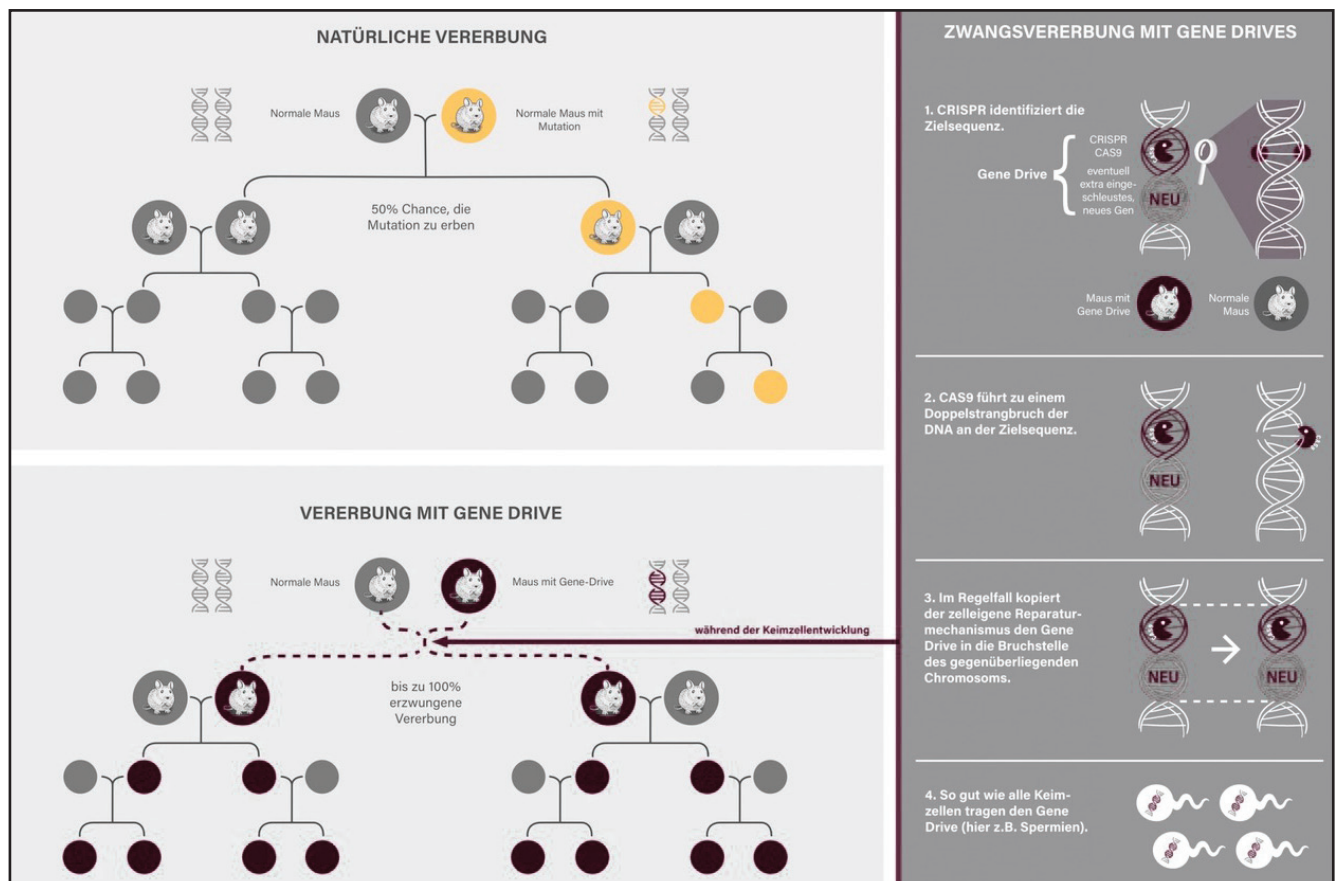 NATÜRLICHE VERERBUNG
Normale Maus
Normale Maus mit
Mutation
50% Chance, die
Mutation zu erben
VERERBUNG MIT GENE DRIVE
Normale Maus
Maus mit Gene-Drive
während der Keimzellentwicklung
bis zu 100%
erzwungene
Vererbung
ZWANGSVERERBUNG MIT GENE DRIVES
1. CRISPR identifiziert die
Zielsequenz.
Gene Drive
CRISPR
CAS9
eventuell
extra einge-
schleustes,
neues Gen
NEU
Maus mit
Gene Drive
Normale
Maus
2. CAS9 führt zu einem
Doppelstrangbruch der
DNA an der Zielsequenz.
NEU
3. Im Regelfall kopiert
der zelleigene Reparatur-
mechanismus den Gene
Drive in die Bruchstelle
des gegenüberliegenden
Chromosoms.
NEU
NEU
4. So gut wie alle Keim-
zellen tragen den Gene
Drive (hier z.B. Spermien).